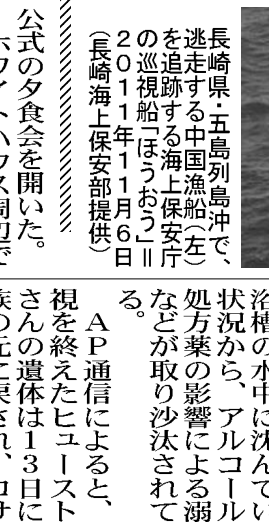 長崎県・五島列島沖で、
逃走する中国漁船(左)
を追跡する海上保安庁
の巡視船「ほうおう」＝
２０１１年１１月６日
(長崎海上保安部提供)
公式の夕食会を開いた。
ホワイトハウス周辺で
浴槽の水中に沈んでい
状況から、アルコール
処方薬の影響による溺
などが取り沙汰されて
る。
ＡＰ通信によると、
視を終えたヒュースト
さんの遺体は１３日に
族の元に戻され、ロサ